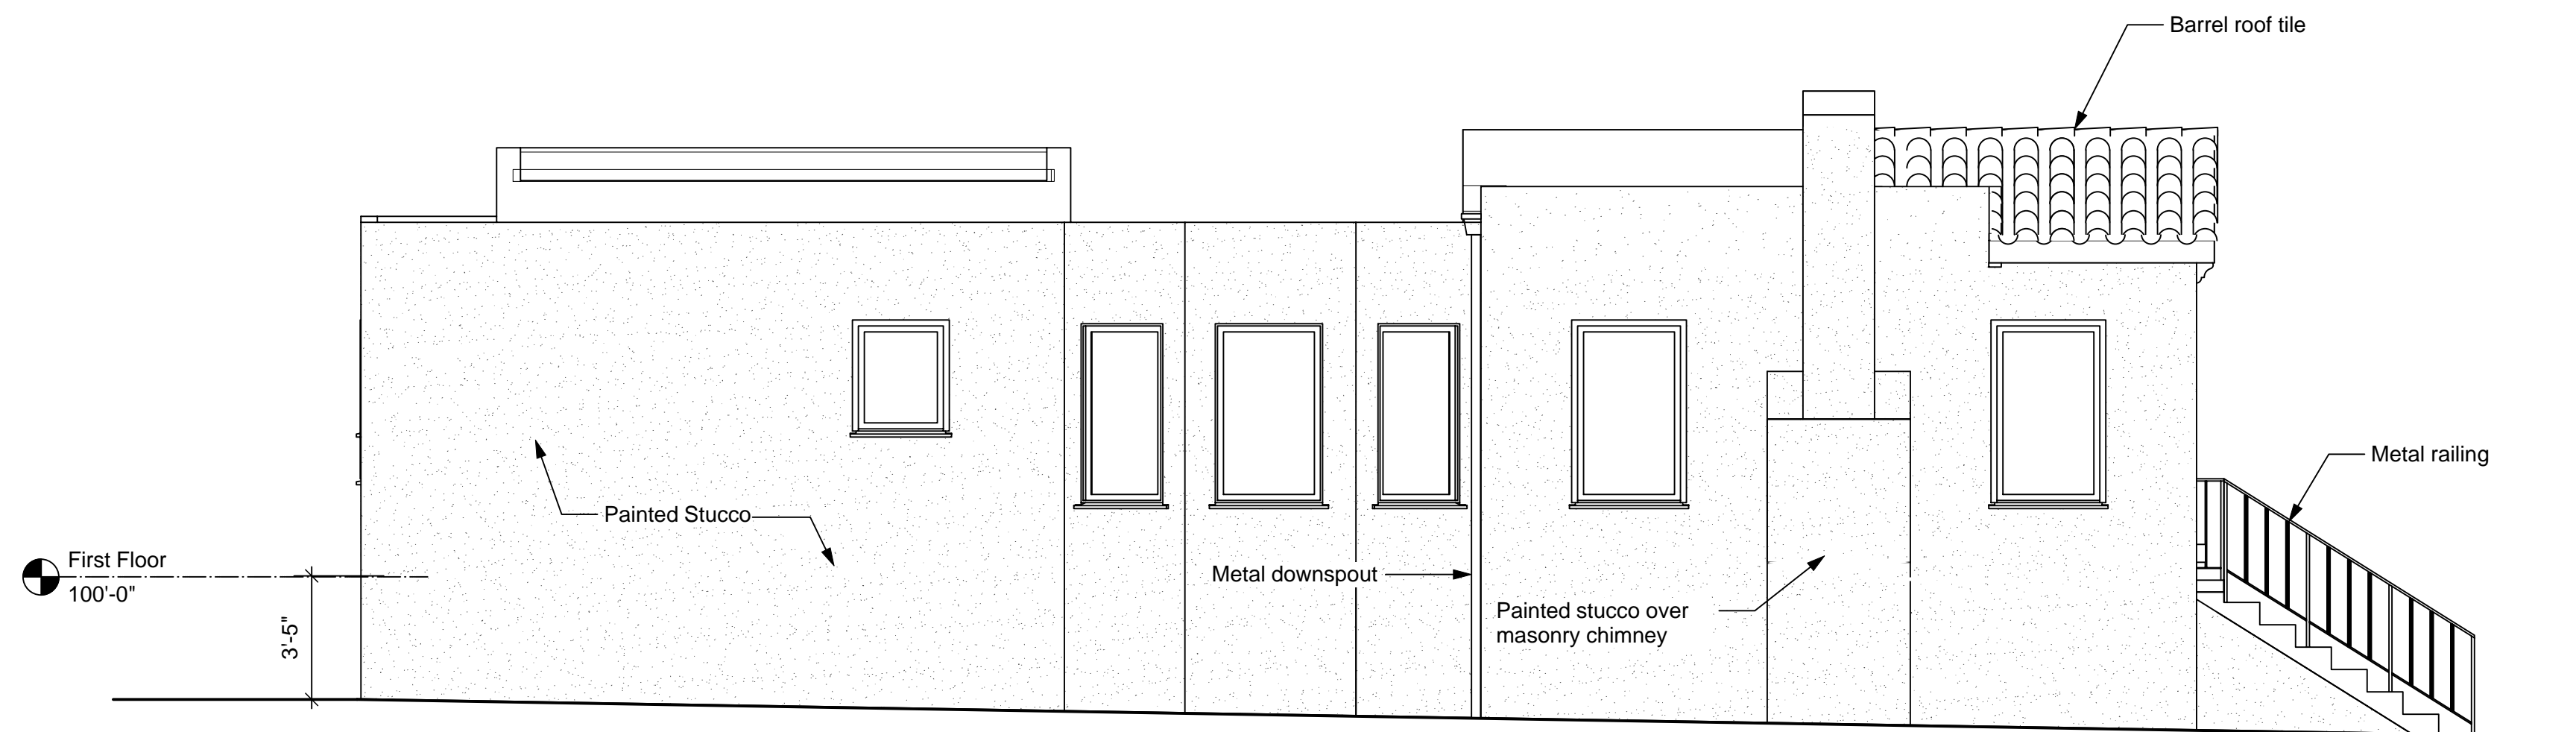 Barrel roof tile
Metal railing
Painted Stucco
First Floor
100'-0"
3'-5"
Metal downspout
Painted stucco over
masonry chimney